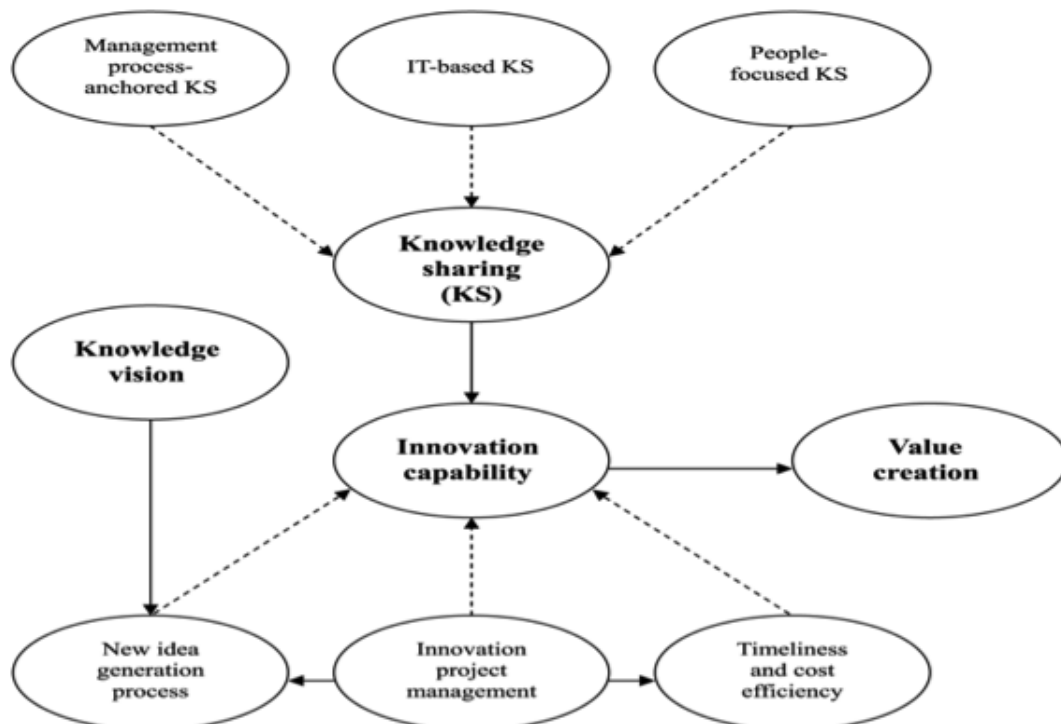 Management
process-
anchored KS
IT-based KS
People-
focused KS
Knowledge
sharing
(KS)
Knowledge
vision
Innovation
capability
Value
creation
New idea
generation
process
Innovation
project
management
Timeliness
and cost
efficiency